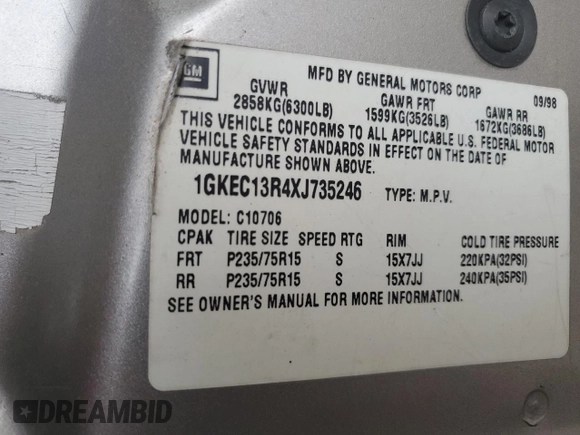 GM
MFD BY GENERAL MOTORS CORP 09/98
GVWR GAWR FRT GAWR RR
2858KG(6300LB) 1599KG(3526LB) 1672KG(3686LB)
THIS VEHICLE CONFORMS TO ALL APPLICABLE U.S. FEDERAL MOTOR
VEHICLE SAFETY STANDARDS IN EFFECT ON THE DATE OF
MANUFACTURE SHOWN ABOVE.
1GKEC13R4XJ735246 TYPE: M.P.V.
MODEL: C10706
CPAK TIRE SIZE SPEED RTG RIM COLD TIRE PRESSURE
FRT P235/75R15 S 15X7JJ 220KPA(32PSI)
RR P235/75R15 S 15X7JJ 240KPA(35PSI)
SEE OWNER'S MANUAL FOR MORE INFORMATION.
DREAMBID